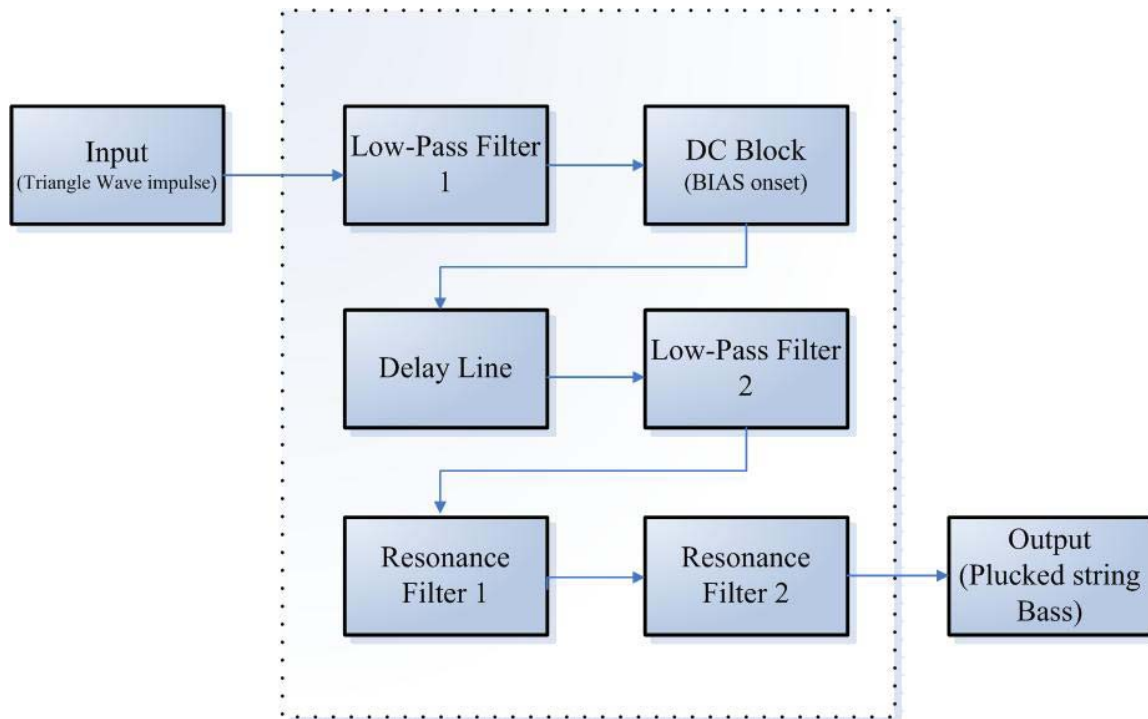 Input
(Triangle Wave impulse)
Low-Pass Filter
1
DC Block
(BIAS onset)
Delay Line
Low-Pass Filter
2
Resonance
Filter 1
Resonance
Filter 2
Output
(Plucked string
Bass)